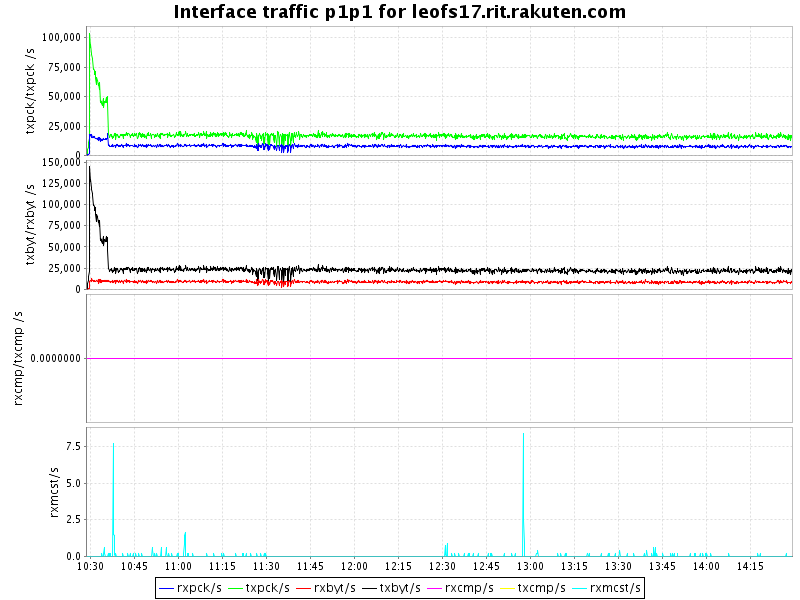 Interface traffic p1p1 for leofs17.rit.rakuten.com
txpck/txpck /s
100,000
75,000
50,000
25,000
0
txbyt/rxbyt /s
150,000
125,000
100,000
75,000
50,000
25,000
0
rxcmp/txcmp /s
0.0000000
rxmcst/s
7.5
5.0
2.5
0.0
10:30 10:45 11:00 11:15 11:30 11:45 12:00 12:15 12:30 12:45 13:00 13:15 13:30 13:45 14:00 14:15
rxpck/s txpck/s rxbyt/s txbyt/s rxcmp/s txcmp/s rxmcst/s